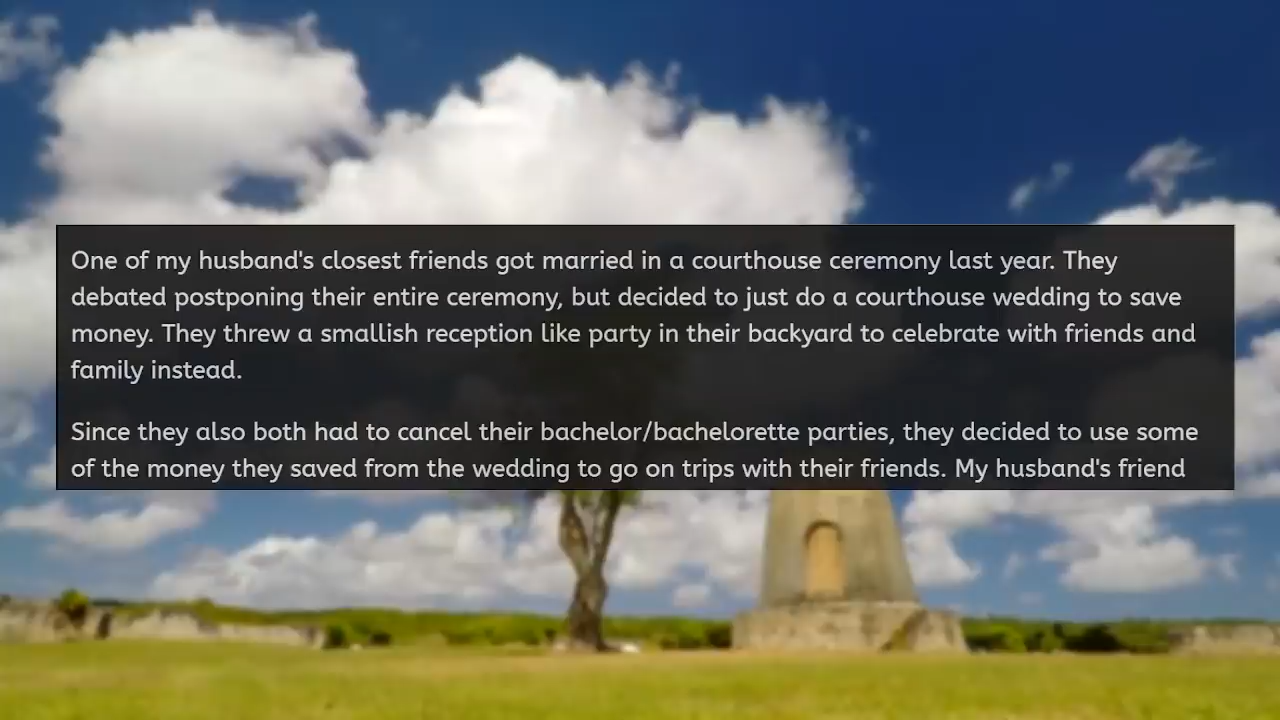 One of my husband's closest friends got married in a courthouse ceremony last year. They
debated postponing their entire ceremony, but decided to just do a courthouse wedding to save
money. They threw a smallish reception like party in their backyard to celebrate with friends and
family instead.
Since they also both had to cancel their bachelor/bachelorette parties, they decided to use some
of the money they saved from the wedding to go on trips with their friends. My husband's friend